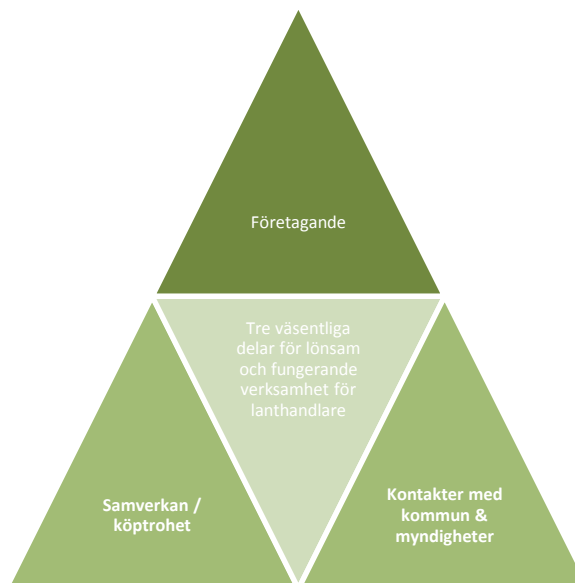 Företagande
Tre väsentliga
delar för lönsam
och fungerande
verksamhet för
lanthandlare
Samverkan /
köptrohet
Kontakter med
kommun &
myndigheter